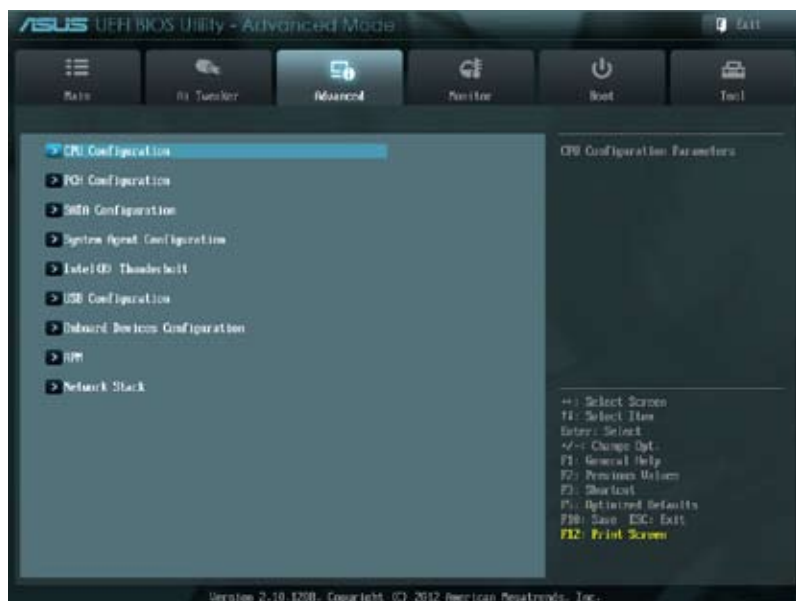 ASUS UEFI BIOS Utility - Advanced Mode
Exit
Main
Ai Tweaker
Advanced
Monitor
Boot
Tool
> CPU Configuration
> PCH Configuration
> SATA Configuration
> System Agent Configuration
> Intel(R) Thunderbolt
> USB Configuration
> Onboard Devices Configuration
> APM
> Network Stack
CPU Configuration Parameters
→←: Select Screen
↑↓: Select Item
Enter: Select
+/-: Change Opt.
F1: General Help
F2: Previous Values
F3: Shortcut
F5: Optimized Defaults
F10: Save ESC: Exit
F12: Print Screen
Version 2.10.1208. Copyright (C) 2012 American Megatrends, Inc.